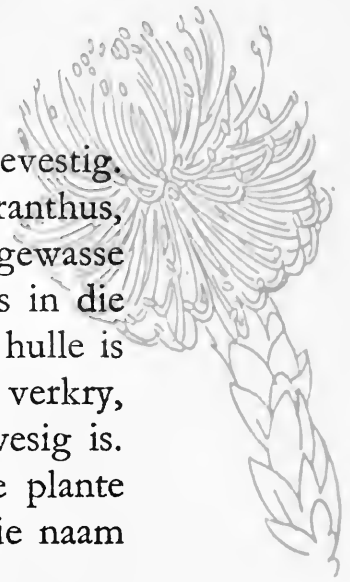 evestig.
ranthus,
gewasse
s in die
hulle is
verkry,
vesig is.
e plante
ie naam